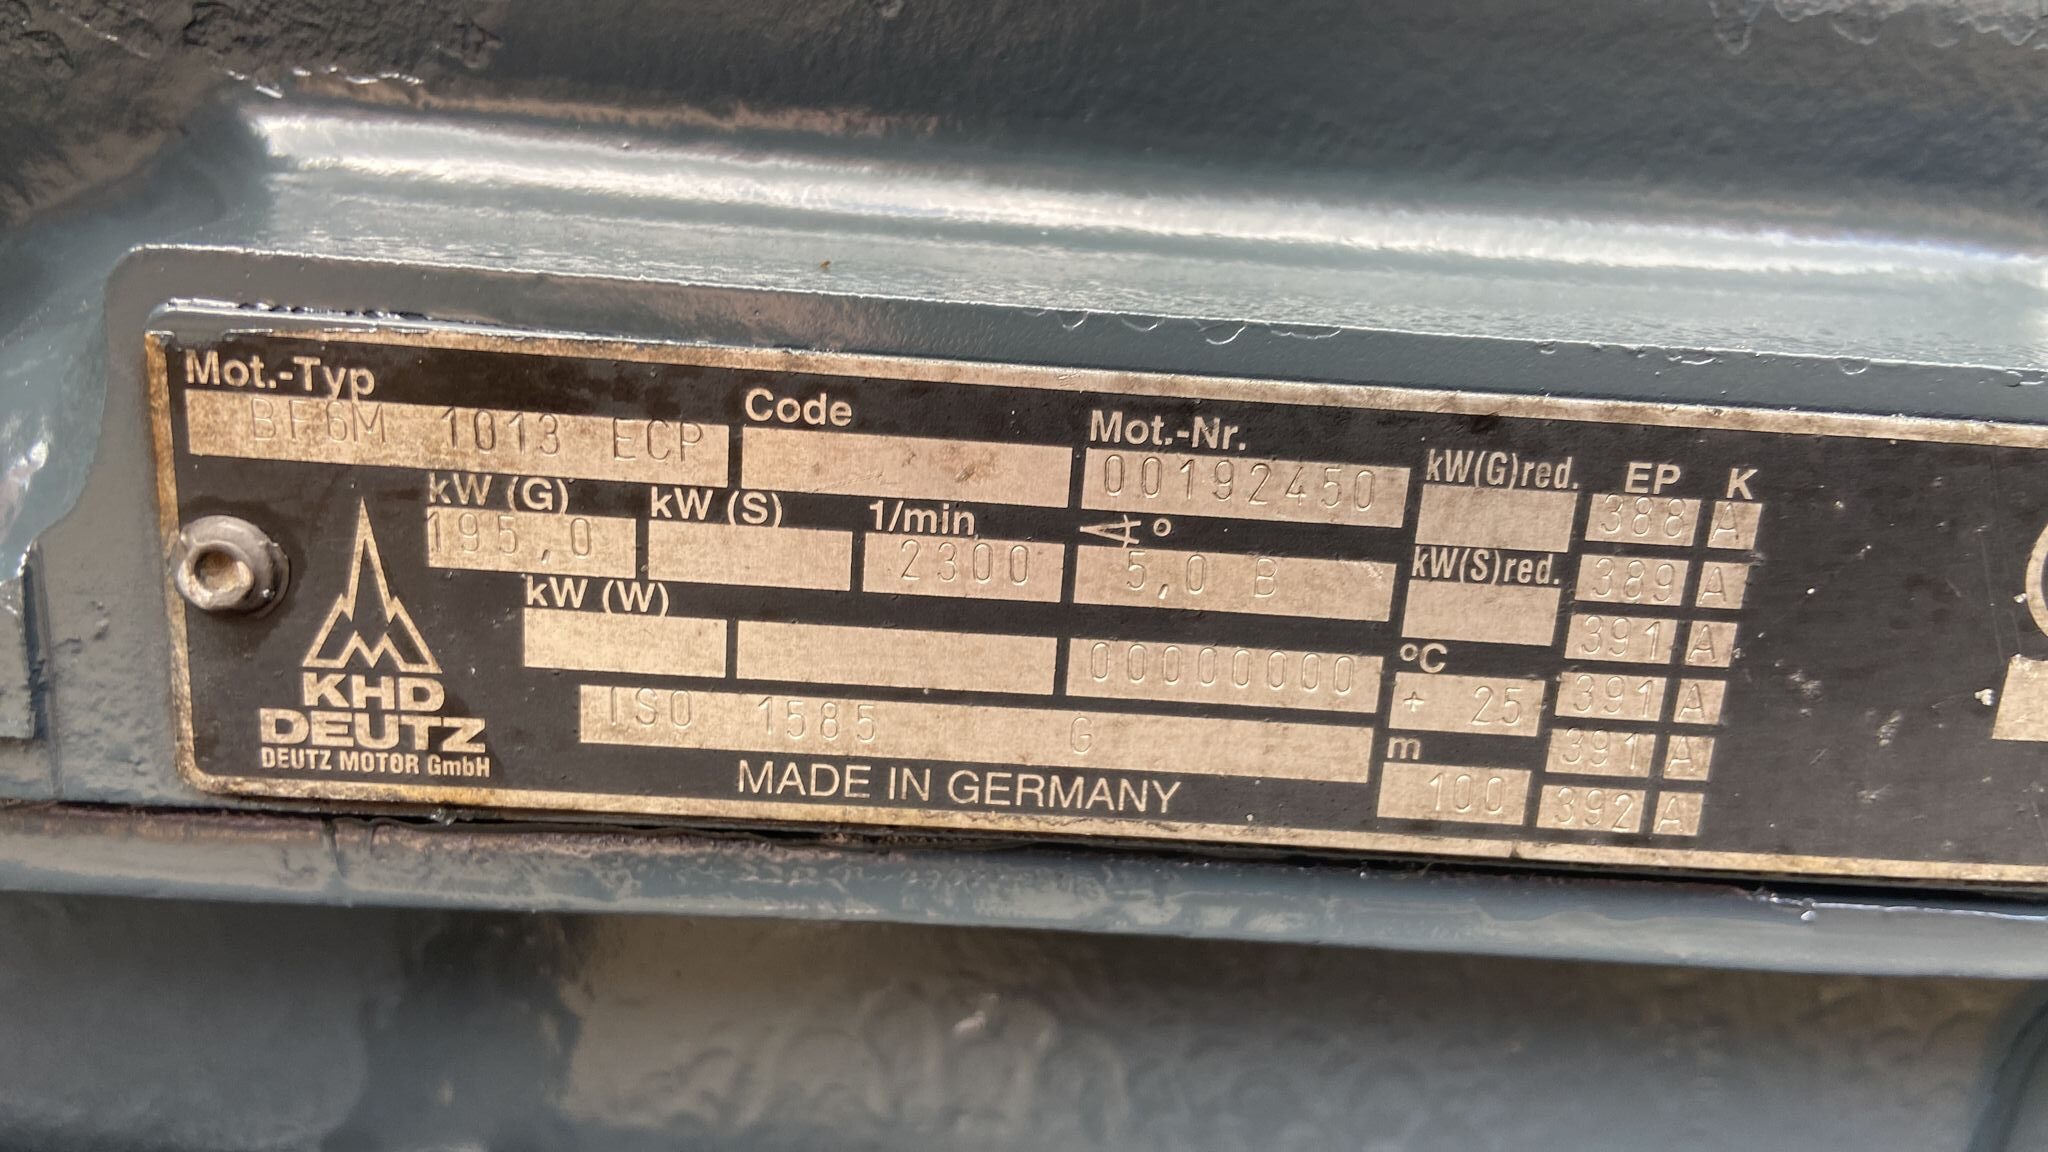 Mot.-Typ Code Mot.-Nr. kW(G)red. EP K
BF6M 1013 ECP 00192450 388 A
kW (G) kW (S) 1/min ∢° kW(S)red.
195,0 2300 5,0 B 389 A
kW (W) °C 391 A
00000000 + 25 391 A
ISO 1585 G m 391 A
100 392 A
KHD
DEUTZ
DEUTZ MOTOR GmbH
MADE IN GERMANY